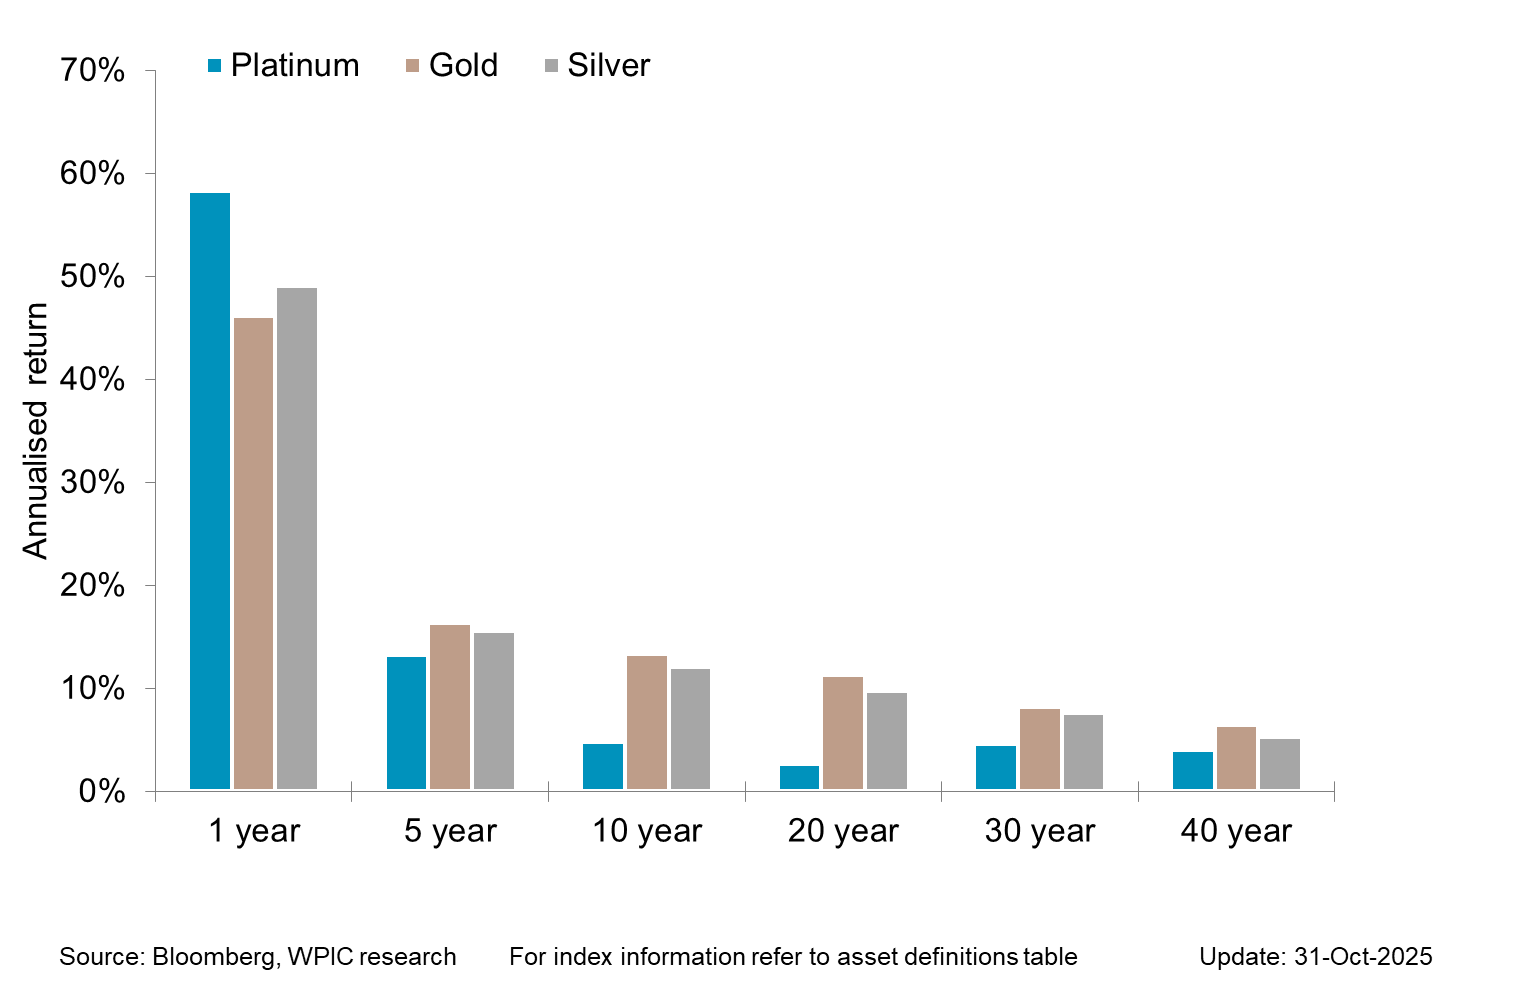 Platinum Gold Silver
70%
60%
50%
40%
30%
20%
10%
0%
Annualised return
1 year 5 year 10 year 20 year 30 year 40 year
Source: Bloomberg, WPIC research For index information refer to asset definitions table Update: 31-Oct-2025